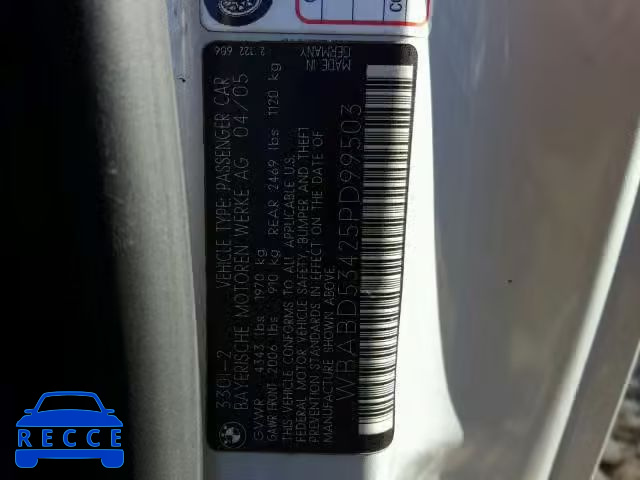 330I-2 VEHICLE TYPE: PASSENGER CAR
BAYERISCHE MOTOREN WERKE AG 04/05
GVWR 4343 lbs 1970 kg
GAWR FRONT 2006 lbs 910 kg REAR 2469 lbs 1120 kg
THIS VEHICLE CONFORMS TO ALL APPLICABLE U.S.
FEDERAL MOTOR VEHICLE SAFETY, BUMPER AND THEFT
PREVENTION STANDARDS IN EFFECT ON THE DATE OF
MANUFACTURE SHOWN ABOVE.
WBABD53425PD99503
MADE IN
GERMANY
2 122 606
CO
BMW
RECCE